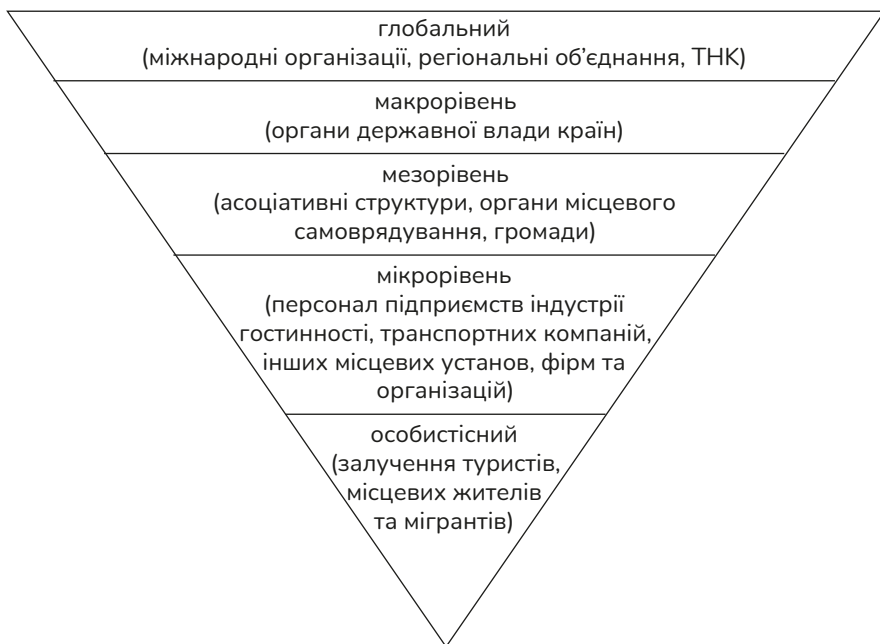 глобальний
(міжнародні організації, регіональні об’єднання, ТНК)
макрорівень
(органи державної влади країн)
мезорівень
(асоціативні структури, органи місцевого
самоврядування, громади)
мікрорівень
(персонал підприємств індустрії
гостинності, транспортних компаній,
інших місцевих установ, фірм та
організацій)
особистісний
(залучення туристів,
місцевих жителів
та мігрантів)